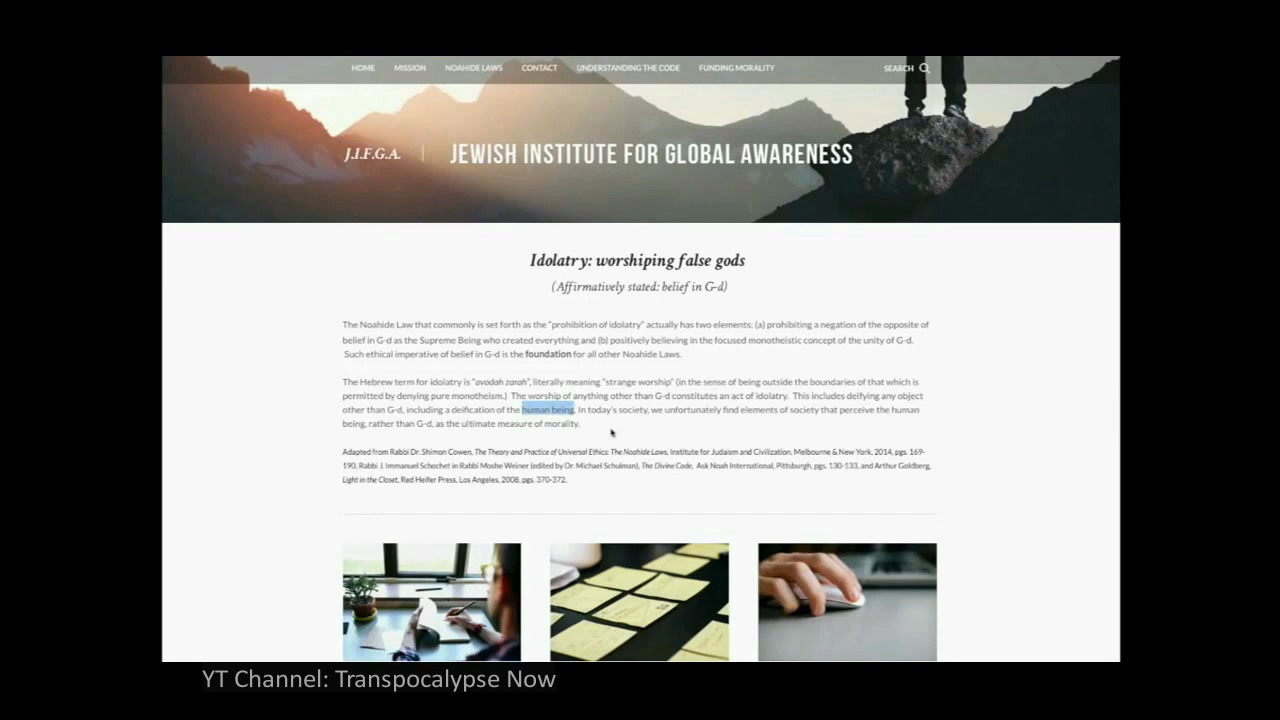 HOME MISSION NOAHIDE LAWS CONTACT UNDERSTANDING THE CODE FUNDING MORALITY SEARCH
J.I.F.G.A. | JEWISH INSTITUTE FOR GLOBAL AWARENESS
Idolatry: worshiping false gods
(Affirmatively stated: belief in G-d)
The Noahide Law that commonly is set forth as the "prohibition of idolatry" actually has two elements: (a) prohibiting a negation of the opposite of
belief in G-d as the Supreme Being who created everything and (b) positively believing in the focused monotheistic concept of the unity of G-d.
Such ethical imperative of belief in G-d is the foundation for all other Noahide Laws.
The Hebrew term for idolatry is "avodah zarah", literally meaning "strange worship" (in the sense of being outside the boundaries of that which is
permitted by denying pure monotheism.) The worship of anything other than G-d constitutes an act of idolatry. This includes deifying any object
other than G-d, including a deification of the human being. In today's society, we unfortunately find elements of society that perceive the human
being, rather than G-d, as the ultimate measure of morality.
Adapted from Rabbi Dr. Shimon Cowen, The Theory and Practice of Universal Ethics: The Noahide Laws, Institute for Judaism and Civilization, Melbourne & New York, 2014, pgs. 169-
190, Rabbi J. Immanuel Schochet in Rabbi Moshe Weiner (edited by Dr. Michael Schulman), The Divine Code, Ask Noah International, Pittsburgh, pgs. 130-133, and Arthur Goldberg,
Light in the Closet, Red Heifer Press, Los Angeles, 2008, pgs. 370-372.
YT Channel: Transpocalypse Now